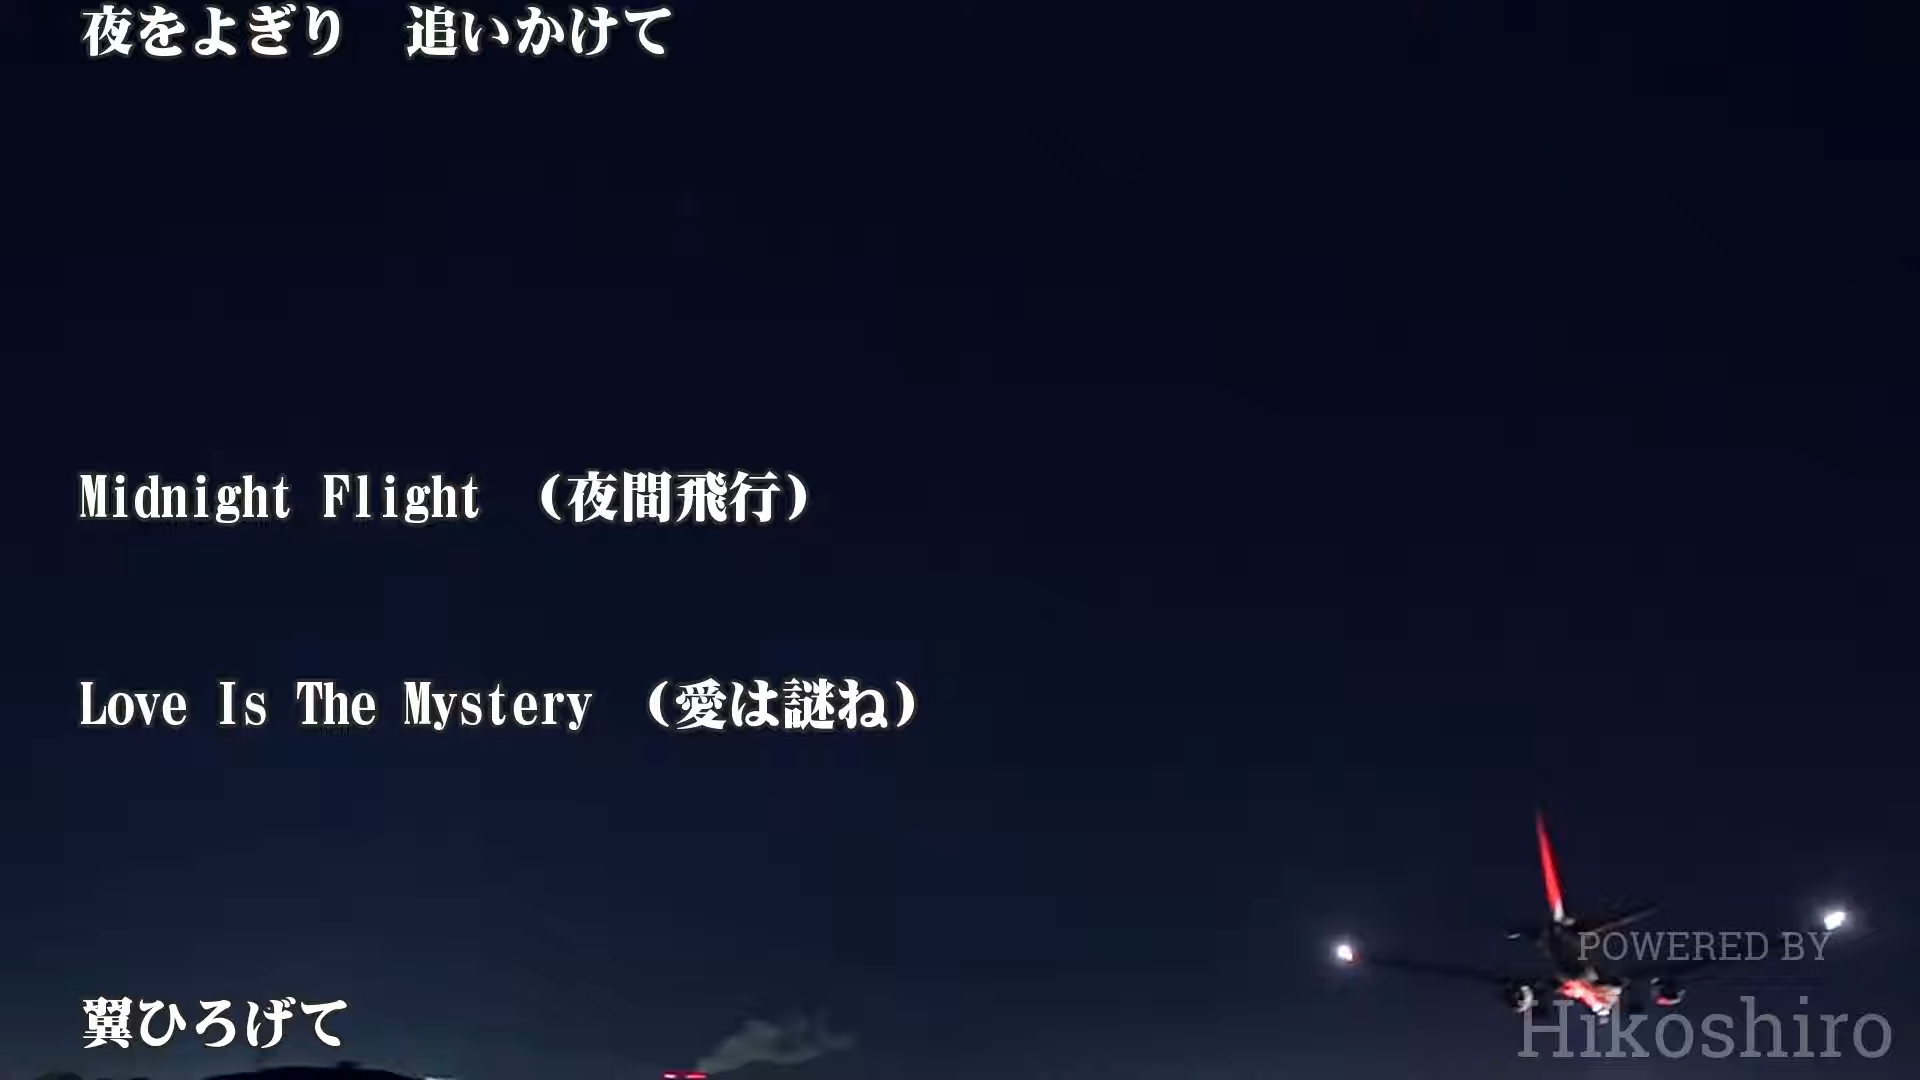 夜をよぎり　追いかけて
Midnight Flight （夜間飛行）
Love Is The Mystery （愛は謎ね）
翼ひろげて
POWERED BY
Hikoshiro